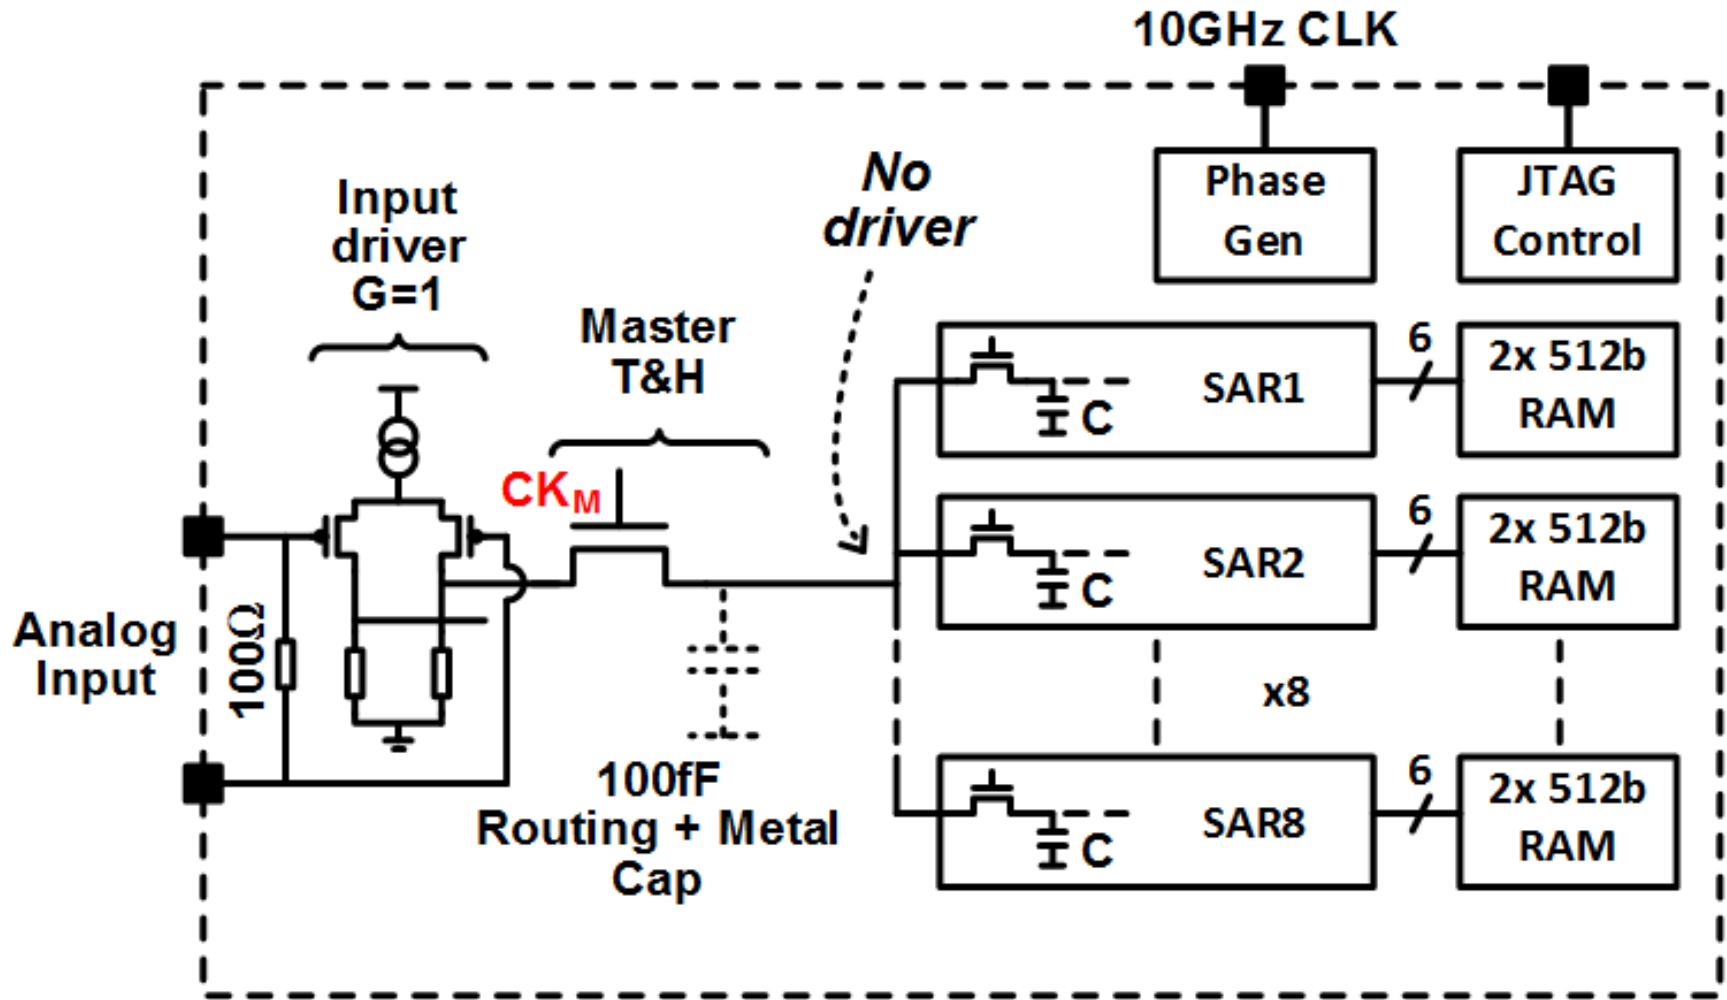 10GHz CLK
Phase
Gen
JTAG
Control
No
driver
Input
driver
G=1
Master
T&H
CKM
Analog
Input
100Ω
100fF
Routing + Metal
Cap
SAR1
C
6
2x 512b
RAM
SAR2
C
6
2x 512b
RAM
x8
SAR8
C
6
2x 512b
RAM